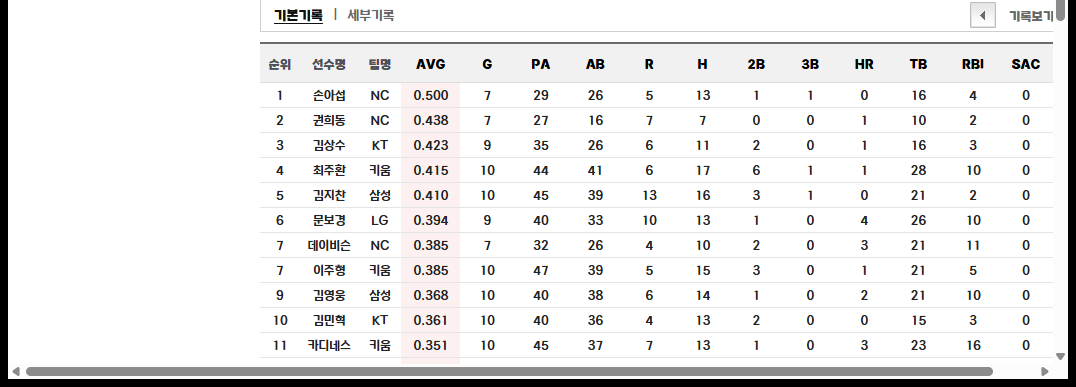 기본기록 | 세부기록 기록보기
순위 선수명 팀명 AVG G PA AB R H 2B 3B HR TB RBI SAC
1 손아섭 NC 0.500 7 29 26 5 13 1 1 0 16 4 0
2 권희동 NC 0.438 7 27 16 7 7 0 0 1 10 2 0
3 김상수 KT 0.423 9 35 26 6 11 2 0 1 16 3 0
4 최주환 키움 0.415 10 44 41 6 17 6 1 1 28 10 0
5 김지찬 삼성 0.410 10 45 39 13 16 3 1 0 21 2 0
6 문보경 LG 0.394 9 40 33 10 13 1 0 4 26 10 0
7 데이비슨 NC 0.385 7 32 26 4 10 2 0 3 21 11 0
7 이주형 키움 0.385 10 47 39 5 15 3 0 1 21 5 0
9 김영웅 삼성 0.368 10 40 38 6 14 1 0 2 21 10 0
10 김민혁 KT 0.361 10 40 36 4 13 2 0 0 15 3 0
11 카디네스 키움 0.351 10 45 37 7 13 1 0 3 23 16 0